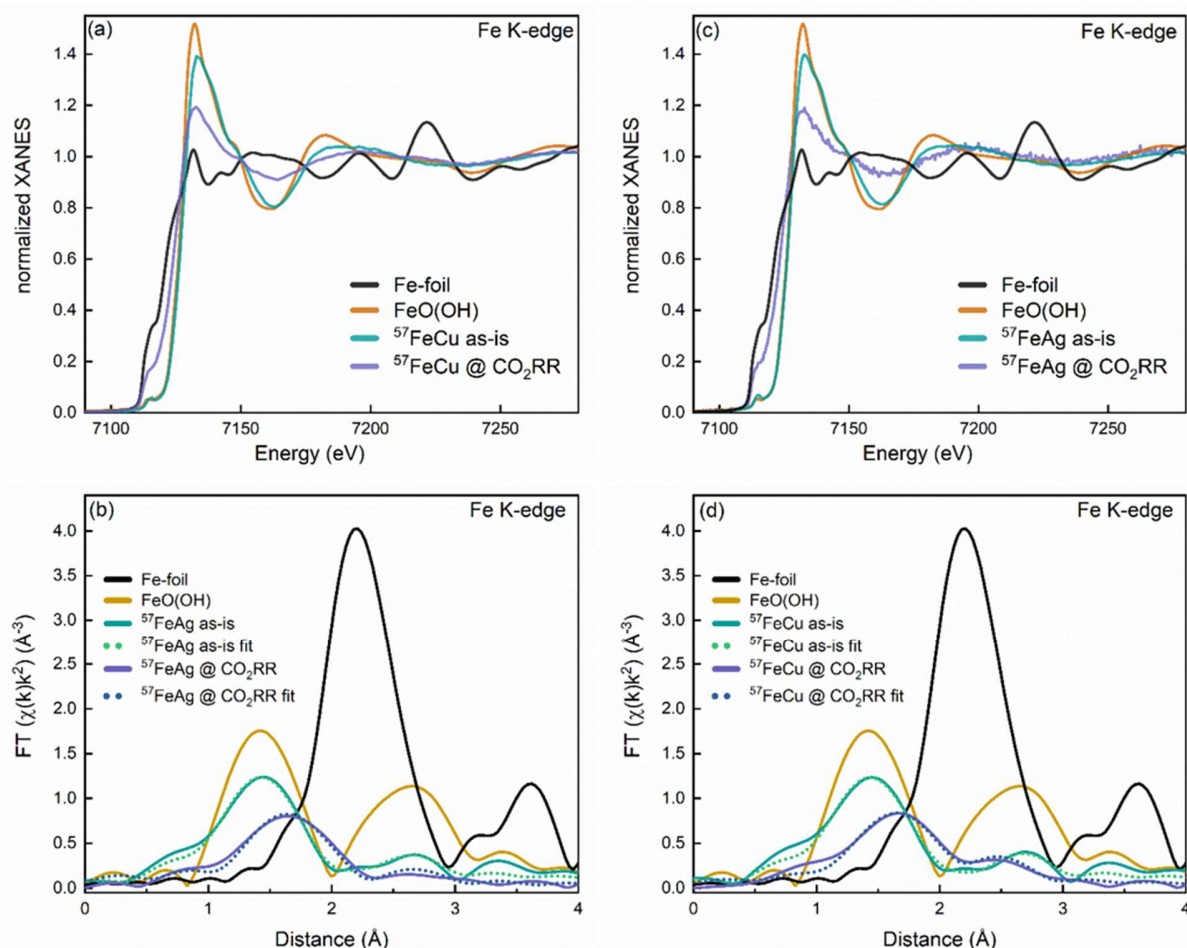 (a)
Fe K-edge
normalized XANES
1.4
1.2
1.0
0.8
0.6
0.4
0.2
0.0
Fe-foil
FeO(OH)
⁵⁷FeCu as-is
⁵⁷FeCu @ CO₂RR
7100 7150 7200 7250
Energy (eV)
(c)
Fe K-edge
normalized XANES
1.4
1.2
1.0
0.8
0.6
0.4
0.2
0.0
Fe-foil
FeO(OH)
⁵⁷FeAg as-is
⁵⁷FeAg @ CO₂RR
7100 7150 7200 7250
Energy (eV)
(b)
Fe K-edge
FT (χ(k)k²) (Å⁻³)
4.0
3.5
3.0
2.5
2.0
1.5
1.0
0.5
0.0
Fe-foil
FeO(OH)
⁵⁷FeAg as-is
⁵⁷FeAg as-is fit
⁵⁷FeAg @ CO₂RR
⁵⁷FeAg @ CO₂RR fit
0 1 2 3 4
Distance (Å)
(d)
Fe K-edge
FT (χ(k)k²) (Å⁻³)
4.0
3.5
3.0
2.5
2.0
1.5
1.0
0.5
0.0
Fe-foil
FeO(OH)
⁵⁷FeCu as-is
⁵⁷FeCu as-is fit
⁵⁷FeCu @ CO₂RR
⁵⁷FeCu @ CO₂RR fit
0 1 2 3 4
Distance (Å)